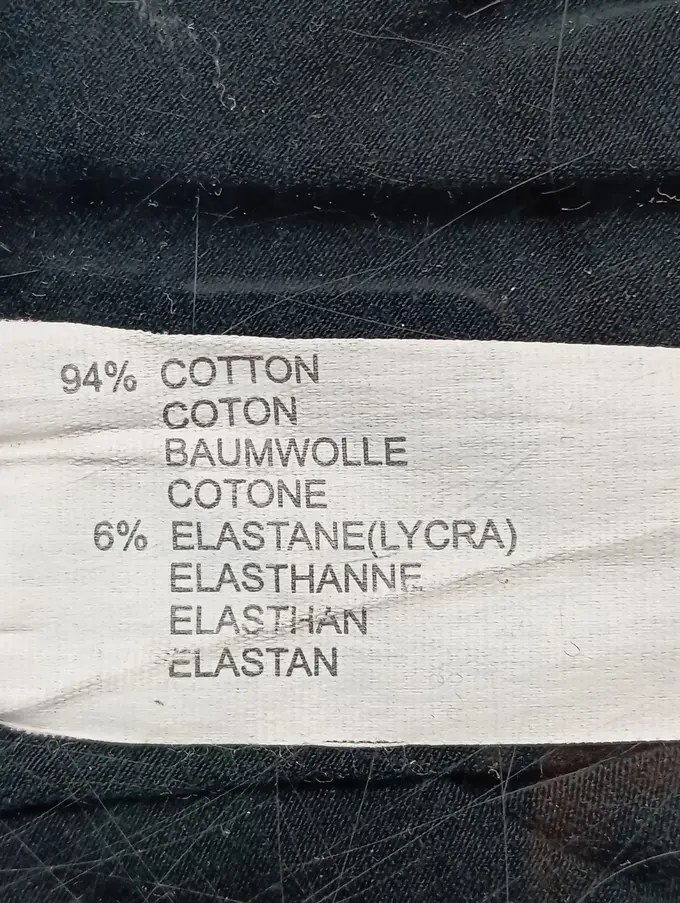 94% COTTON
COTON
BAUMWOLLE
COTONE
6% ELASTANE(LYCRA)
ELASTHANNE
ELASTHAN
ELASTAN